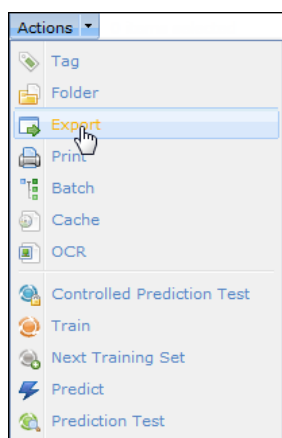 Actions
Tag
Folder
Export
Print
Batch
Cache
OCR
Controlled Prediction Test
Train
Next Training Set
Predict
Prediction Test